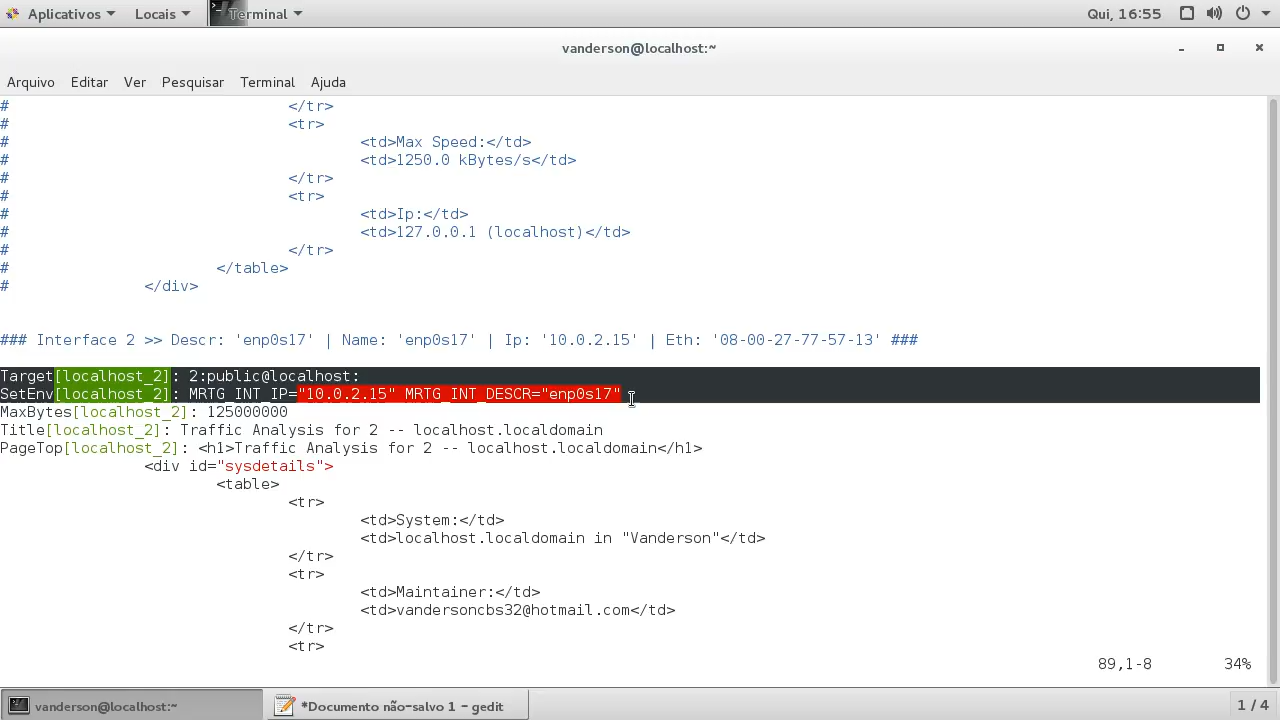 Aplicativos Locais Terminal Qui, 16:55
vanderson@localhost:~
Arquivo Editar Ver Pesquisar Terminal Ajuda
# </tr>
# <tr>
# <td>Max Speed:</td>
# <td>1250.0 kBytes/s</td>
# </tr>
# <tr>
# <td>Ip:</td>
# <td>127.0.0.1 (localhost)</td>
# </tr>
# </table>
# </div>
### Interface 2 >> Descr: 'enp0s17' | Name: 'enp0s17' | Ip: '10.0.2.15' | Eth: '08-00-27-77-57-13' ###
Target[localhost_2]: 2:public@localhost:
SetEnv[localhost_2]: MRTG_INT_IP="10.0.2.15" MRTG_INT_DESCR="enp0s17"
MaxBytes[localhost_2]: 125000000
Title[localhost_2]: Traffic Analysis for 2 -- localhost.localdomain
PageTop[localhost_2]: <h1>Traffic Analysis for 2 -- localhost.localdomain</h1>
<div id="sysdetails">
<table>
<tr>
<td>System:</td>
<td>localhost.localdomain in "Vanderson"</td>
</tr>
<tr>
<td>Maintainer:</td>
<td>vandersoncbs32@hotmail.com</td>
</tr>
<tr>
89,1-8 34%
vanderson@localhost:~ *Documento não-salvo 1 - gedit 1 / 4